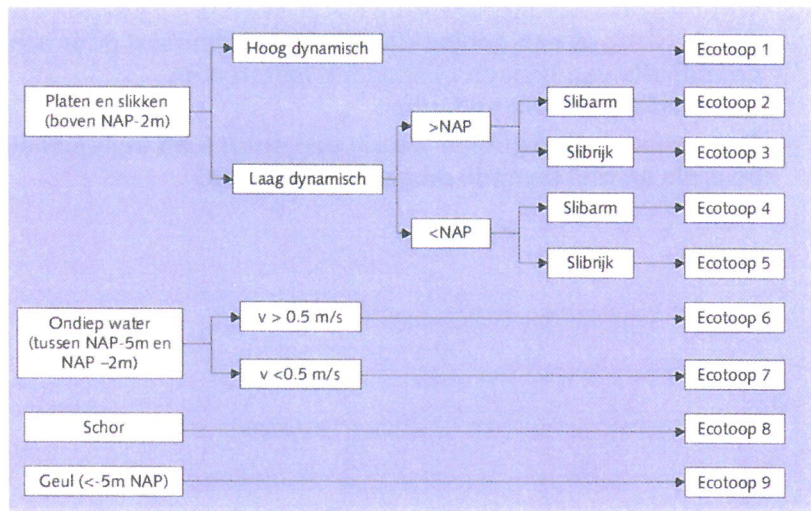 Hoog dynamisch
Ecotoop 1
Platen en slikken
(boven NAP-2m)
>NAP
Slibarm
Ecotoop 2
Slibrijk
Ecotoop 3
Laag dynamisch
<NAP
Slibarm
Ecotoop 4
Slibrijk
Ecotoop 5
Ondiep water
(tussen NAP-5m en
NAP –2m)
v > 0.5 m/s
Ecotoop 6
v <0.5 m/s
Ecotoop 7
Schor
Ecotoop 8
Geul (<-5m NAP)
Ecotoop 9